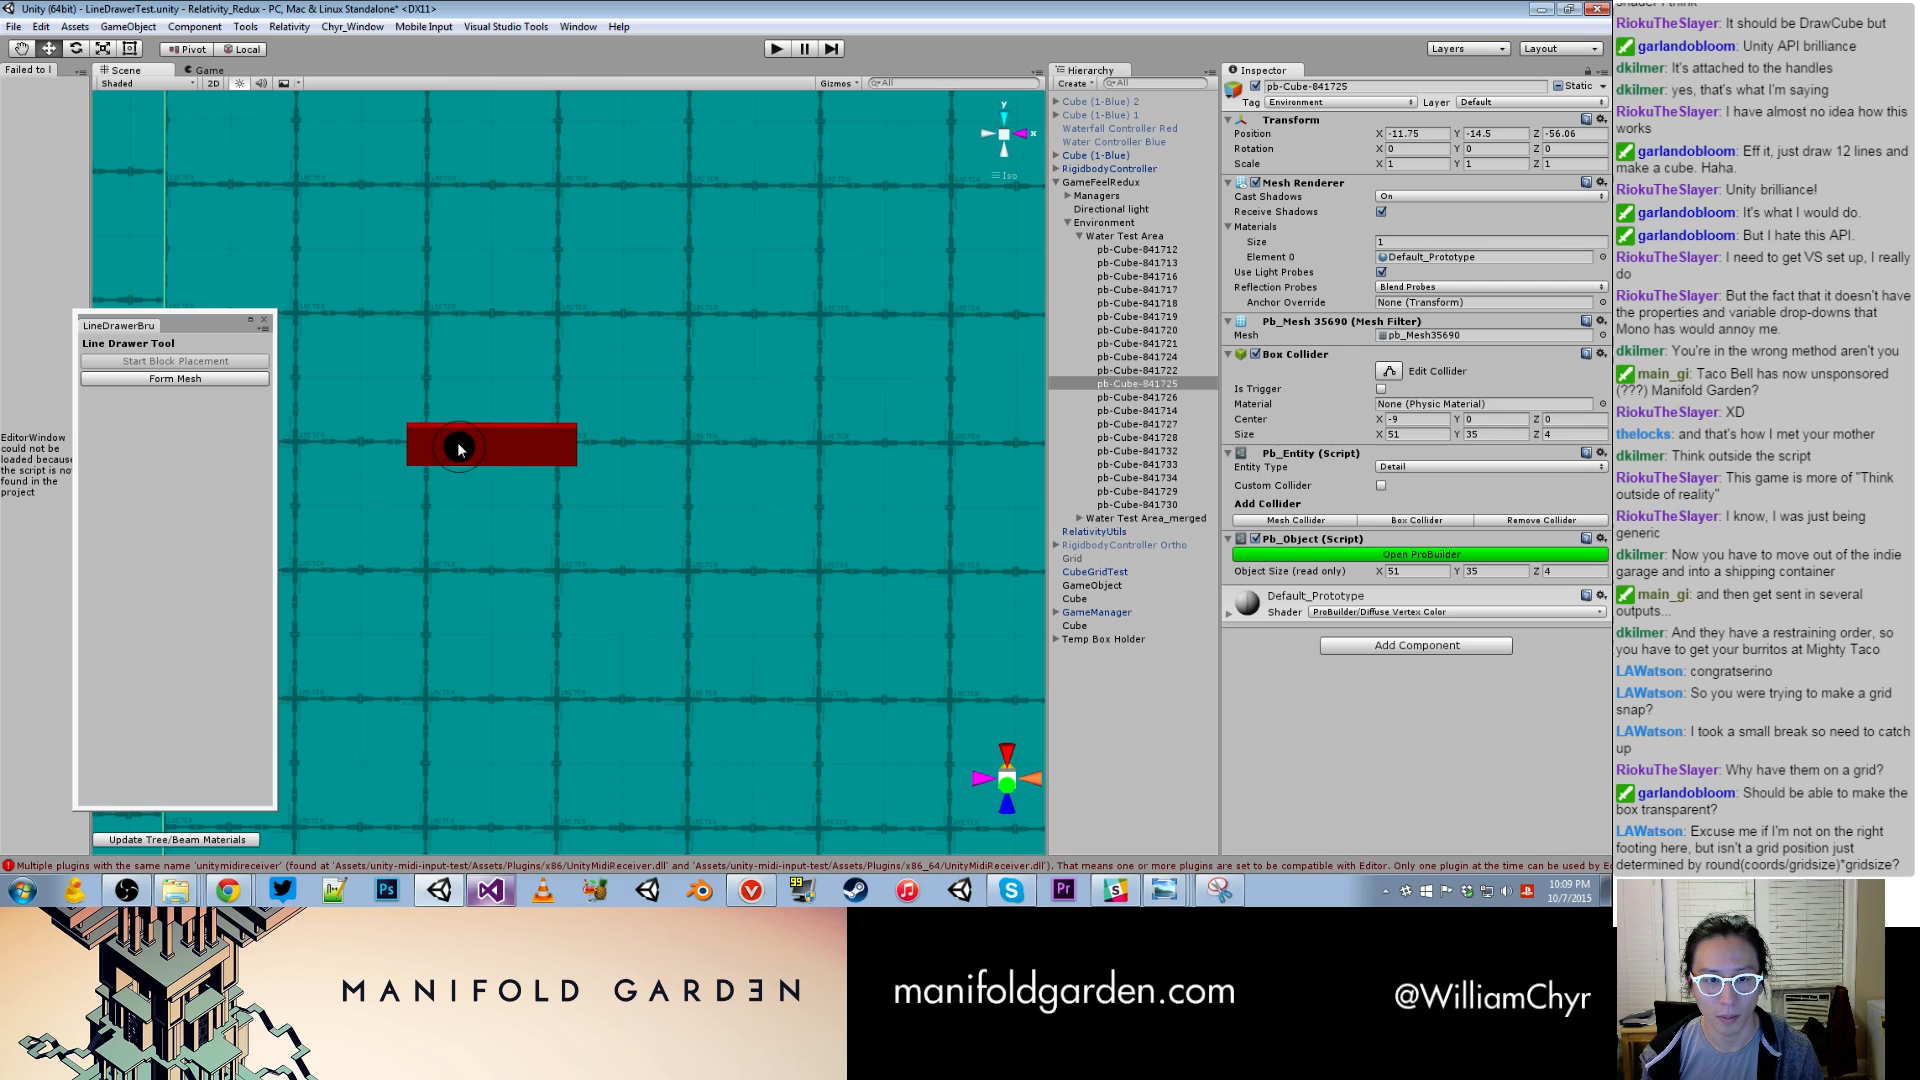 Unity (64bit) - LineDrawerTest.unity - Relativity_Redux - PC, Mac & Linux Standalone* <DX11>
File Edit Assets GameObject Component Tools Relativity Chyr_Window Mobile Input Visual Studio Tools Window Help
Pivot Local Layers Layout
Failed to l Scene Game
Shaded 2D Gizmos All
y
x
Iso
LineDrawerBru
Line Drawer Tool
Start Block Placement
Form Mesh
EditorWindow
could not be
loaded because
the script is no
found in the
project
Update Tree/Beam Materials
Hierarchy
Create All
Cube (1-Blue) 2
Cube (1-Blue) 1
Waterfall Controller Red
Water Controller Blue
Cube (1-Blue)
RigidbodyController
GameFeelRedux
Managers
Directional light
Environment
Water Test Area
pb-Cube-841712
pb-Cube-841713
pb-Cube-841716
pb-Cube-841717
pb-Cube-841718
pb-Cube-841719
pb-Cube-841720
pb-Cube-841721
pb-Cube-841724
pb-Cube-841722
pb-Cube-841725
pb-Cube-841726
pb-Cube-841714
pb-Cube-841727
pb-Cube-841728
pb-Cube-841732
pb-Cube-841733
pb-Cube-841734
pb-Cube-841729
pb-Cube-841730
Water Test Area_merged
RelativityUtils
RigidbodyController Ortho
Grid
CubeGridTest
GameObject
Cube
GameManager
Cube
Temp Box Holder
Inspector
pb-Cube-841725 Static
Tag Environment Layer Default
Transform
Position X -11.75 Y -14.5 Z -56.06
Rotation X 0 Y 0 Z 0
Scale X 1 Y 1 Z 1
Mesh Renderer
Cast Shadows On
Receive Shadows
Materials
Size 1
Element 0 Default_Prototype
Use Light Probes
Reflection Probes Blend Probes
Anchor Override None (Transform)
Pb_Mesh 35690 (Mesh Filter)
Mesh pb_Mesh35690
Box Collider
Edit Collider
Is Trigger
Material None (Physic Material)
Center X -9 Y 0 Z 0
Size X 51 Y 35 Z 4
Pb_Entity (Script)
Entity Type Detail
Custom Collider
Add Collider
Mesh Collider Box Collider Remove Collider
Pb_Object (Script)
Open ProBuilder
Object Size (read only) X 51 Y 35 Z 4
Default_Prototype
Shader ProBuilder/Diffuse Vertex Color
Add Component
Multiple plugins with the same name 'unitymidireceiver' (found at 'Assets/unity-midi-input-test/Assets/Plugins/x86/UnityMidiReceiver.dll' and 'Assets/unity-midi-input-test/Assets/Plugins/x86_64/UnityMidiReceiver.dll'). That means one or more plugins are set to be compatible with Editor. Only one plugin at the time can be used by Ec
99
10:09 PM
10/7/2015
RiokuTheSlayer: It should be DrawCube but
garlandobloom: Unity API brilliance
dkilmer: It's attached to the handles
dkilmer: yes, that's what I'm saying
RiokuTheSlayer: I have almost no idea how this
works
garlandobloom: Eff it, just draw 12 lines and
make a cube. Haha.
RiokuTheSlayer: Unity brilliance!
garlandobloom: It's what I would do.
garlandobloom: But I hate this API.
RiokuTheSlayer: I need to get VS set up, I really
do
RiokuTheSlayer: But the fact that it doesn't have
the properties and variable drop-downs that
Mono has would annoy me.
dkilmer: You're in the wrong method aren't you
main_gi: Taco Bell has now unsponsored
(???) Manifold Garden?
RiokuTheSlayer: XD
thelocks: and that's how I met your mother
dkilmer: Think outside the script
RiokuTheSlayer: This game is more of "Think
outside of reality"
RiokuTheSlayer: I know, I was just being
generic
dkilmer: Now you have to move out of the indie
garage and into a shipping container
main_gi: and then get sent in several
outputs...
dkilmer: And they have a restraining order, so
you have to get your burritos at Mighty Taco
LAWatson: congratserino
LAWatson: So you were trying to make a grid
snap?
LAWatson: I took a small break so need to catch
up
RiokuTheSlayer: Why have them on a grid?
garlandobloom: Should be able to make the
box transparent?
LAWatson: Excuse me if I'm not on the right
footing here, but isn't a grid position just
determined by round(coords/gridsize)*gridsize?
MANIFOLD GARDEN
manifoldgarden.com
@WilliamChyr